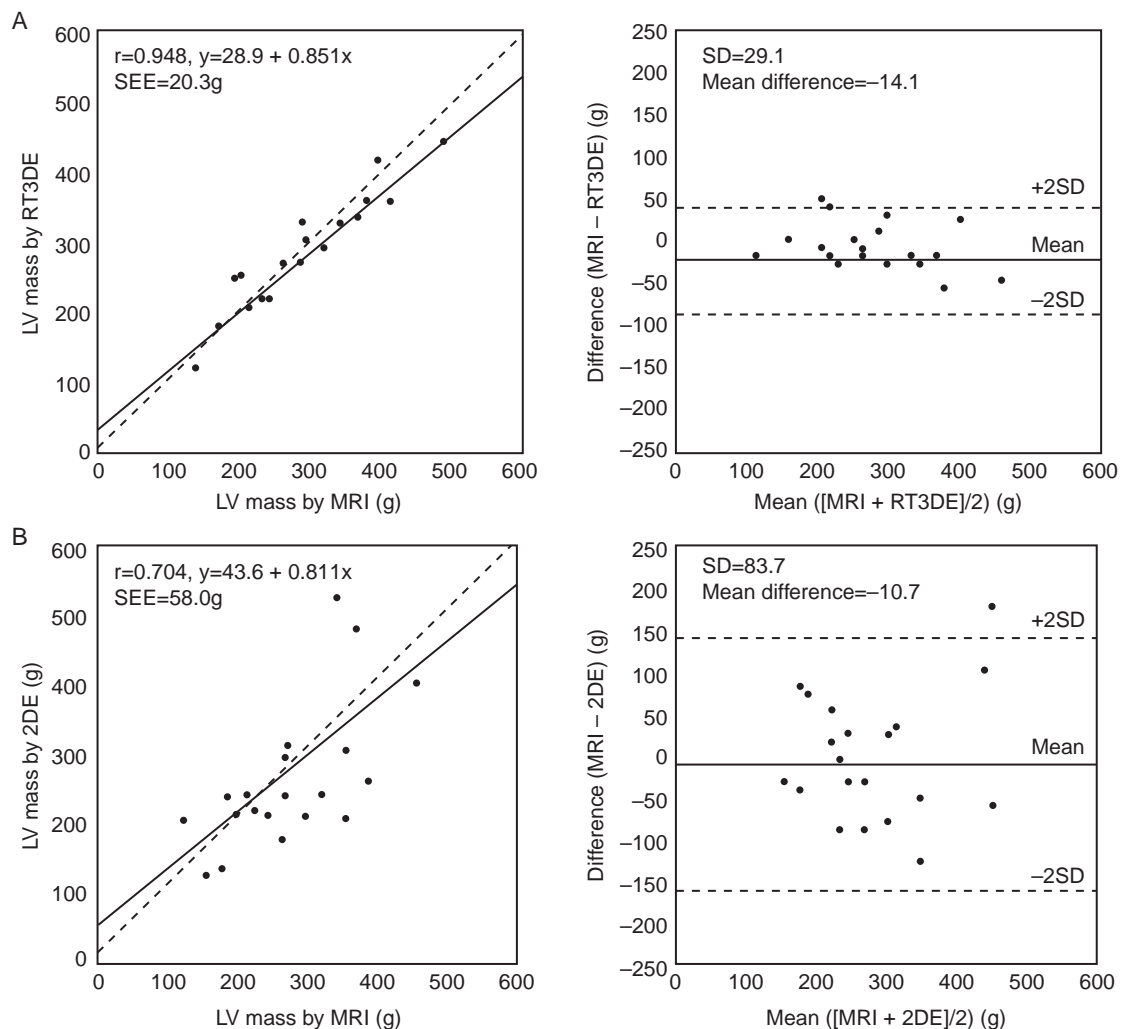 A
r=0.948, y=28.9 + 0.851x
SEE=20.3g
LV mass by RT3DE
600
500
400
300
200
100
0
0 100 200 300 400 500 600
LV mass by MRI (g)
SD=29.1
Mean difference=–14.1
Difference (MRI – RT3DE) (g)
250
200
150
100
50
0
–50
–100
–150
–200
–250
+2SD
Mean
–2SD
0 100 200 300 400 500 600
Mean ([MRI + RT3DE]/2) (g)
B
r=0.704, y=43.6 + 0.811x
SEE=58.0g
LV mass by 2DE (g)
600
500
400
300
200
100
0
0 100 200 300 400 500 600
LV mass by MRI (g)
SD=83.7
Mean difference=–10.7
Difference (MRI – 2DE) (g)
250
200
150
100
50
0
–50
–100
–150
–200
–250
+2SD
Mean
–2SD
0 100 200 300 400 500 600
Mean ([MRI + 2DE]/2) (g)